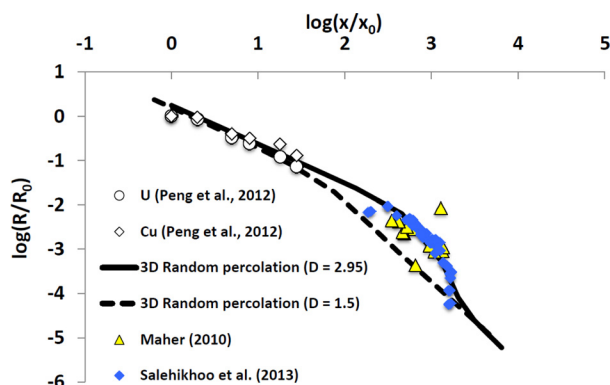 log(x/x0)
-1 0 1 2 3 4 5
1
0
-1
-2
-3
-4
-5
-6
log(R/R0)
U (Peng et al., 2012)
Cu (Peng et al., 2012)
3D Random percolation (D = 2.95)
3D Random percolation (D = 1.5)
Maher (2010)
Salehikhoo et al. (2013)